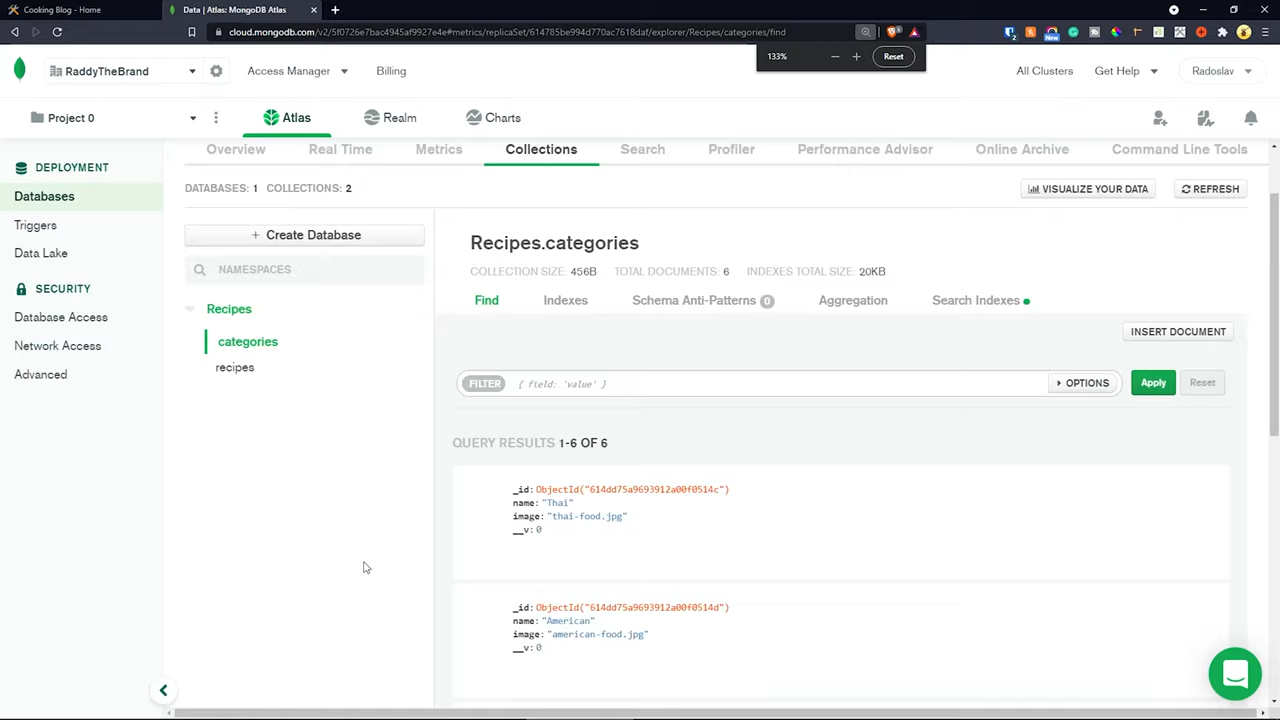 Cooking Blog - Home
Data | Atlas: MongoDB Atlas
cloud.mongodb.com/v2/5f0726e7bac4945af9927e4e#metrics/replicaSet/614785be994d770ac7618daf/explorer/Recipes/categories/find
133%
Reset
RaddyTheBrand
Access Manager
Billing
All Clusters
Get Help
Radoslav
Project 0
Atlas
Realm
Charts
DEPLOYMENT
Databases
Triggers
Data Lake
SECURITY
Database Access
Network Access
Advanced
Overview
Real Time
Metrics
Collections
Search
Profiler
Performance Advisor
Online Archive
Command Line Tools
DATABASES: 1 COLLECTIONS: 2
VISUALIZE YOUR DATA
REFRESH
+ Create Database
NAMESPACES
Recipes
categories
recipes
Recipes.categories
COLLECTION SIZE: 456B TOTAL DOCUMENTS: 6 INDEXES TOTAL SIZE: 20KB
Find
Indexes
Schema Anti-Patterns 0
Aggregation
Search Indexes
INSERT DOCUMENT
FILTER { field: 'value' }
OPTIONS
Apply
Reset
QUERY RESULTS 1-6 OF 6
_id: ObjectId("614dd75a9693912a00f0514c")
name: "Thai"
image: "thai-food.jpg"
__v: 0
_id: ObjectId("614dd75a9693912a00f0514d")
name: "American"
image: "american-food.jpg"
__v: 0